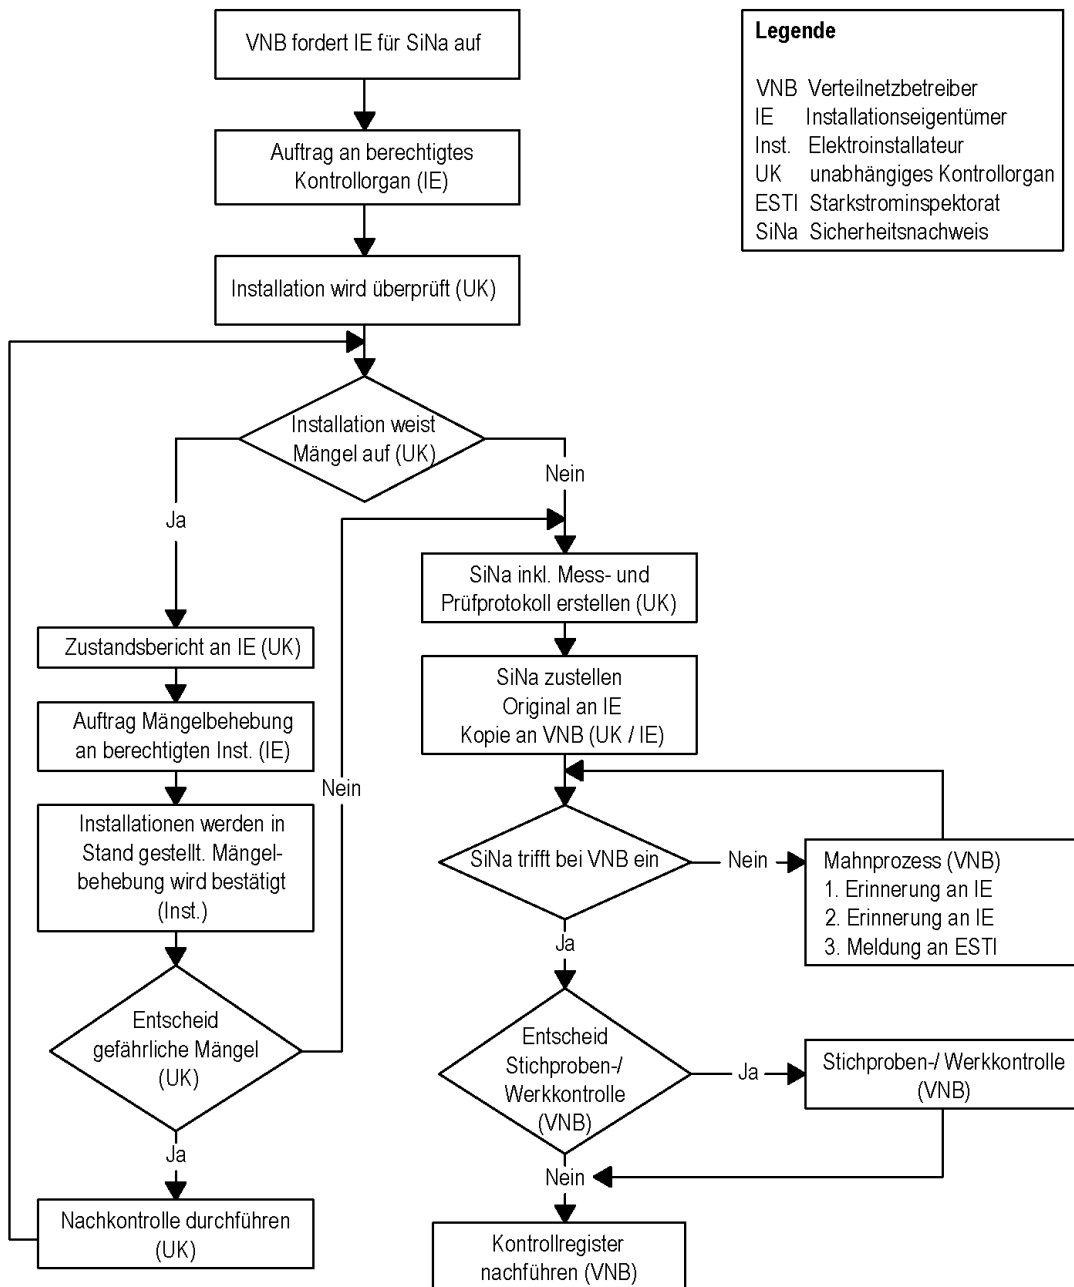 VNB fordert IE für SiNa auf
Auftrag an berechtigtes
Kontrollorgan (IE)
Installation wird überprüft (UK)
Legende
VNB Verteilnetzbetreiber
IE Installationseigentümer
Inst. Elektroinstallateur
UK unabhängiges Kontrollorgan
ESTI Starkstrominspektorat
SiNa Sicherheitsnachweis
Installation weist
Mängel auf (UK)
Ja
Nein
Zustandsbericht an IE (UK)
Auftrag Mängelbehebung
an berechtigten Inst. (IE)
Installationen werden in
Stand gestellt. Mängel-
behebung wird bestätigt
(Inst.)
Entscheid
gefährliche Mängel
(UK)
Nein
Ja
Nachkontrolle durchführen
(UK)
SiNa inkl. Mess- und
Prüfprotokoll erstellen (UK)
SiNa zustellen
Original an IE
Kopie an VNB (UK / IE)
SiNa trifft bei VNB ein
Nein
Mahnprozess (VNB)
1. Erinnerung an IE
2. Erinnerung an IE
3. Meldung an ESTI
Ja
Entscheid
Stichproben-/
Werkkontrolle
(VNB)
Ja
Stichproben-/ Werkkontrolle
(VNB)
Nein
Kontrollregister
nachführen (VNB)